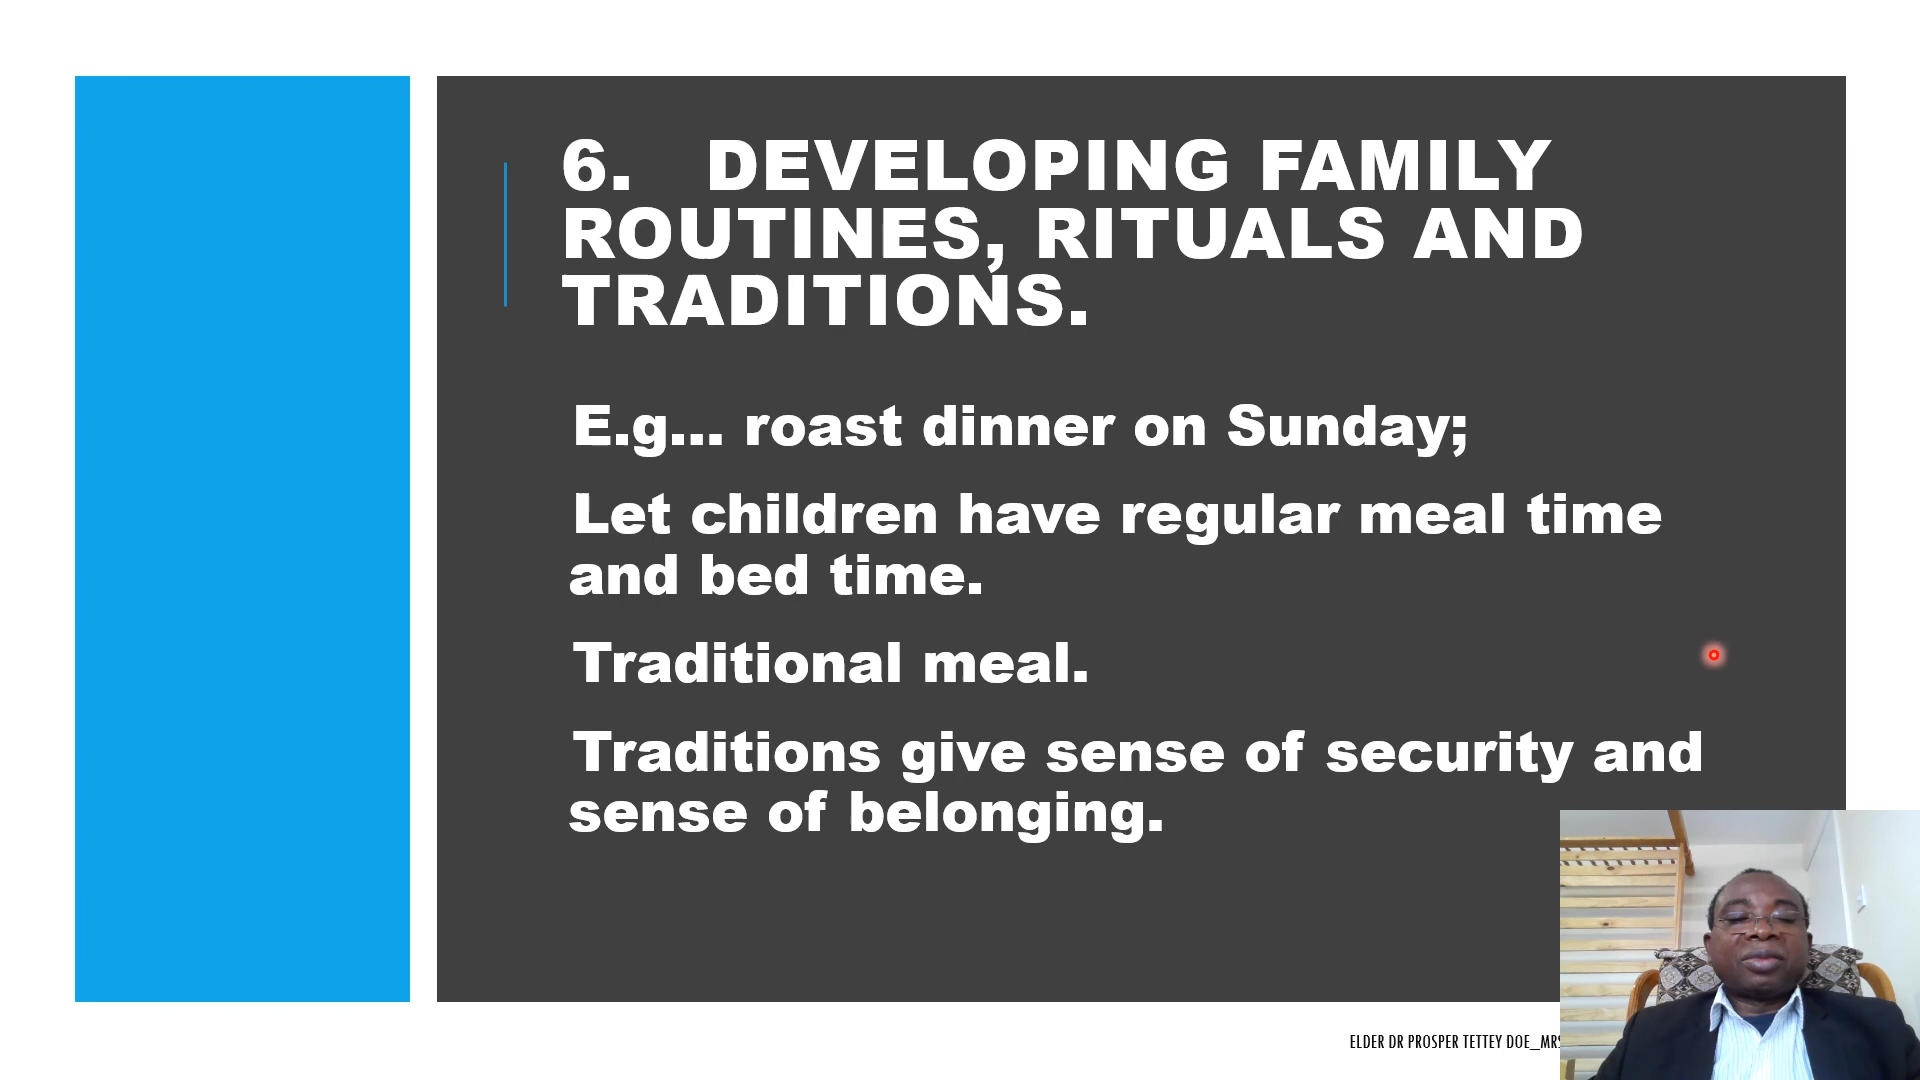 6. DEVELOPING FAMILY
ROUTINES, RITUALS AND
TRADITIONS.
E.g... roast dinner on Sunday;
Let children have regular meal time
and bed time.
Traditional meal.
Traditions give sense of security and
sense of belonging.
ELDER DR PROSPER TETTEY DOE_MRS